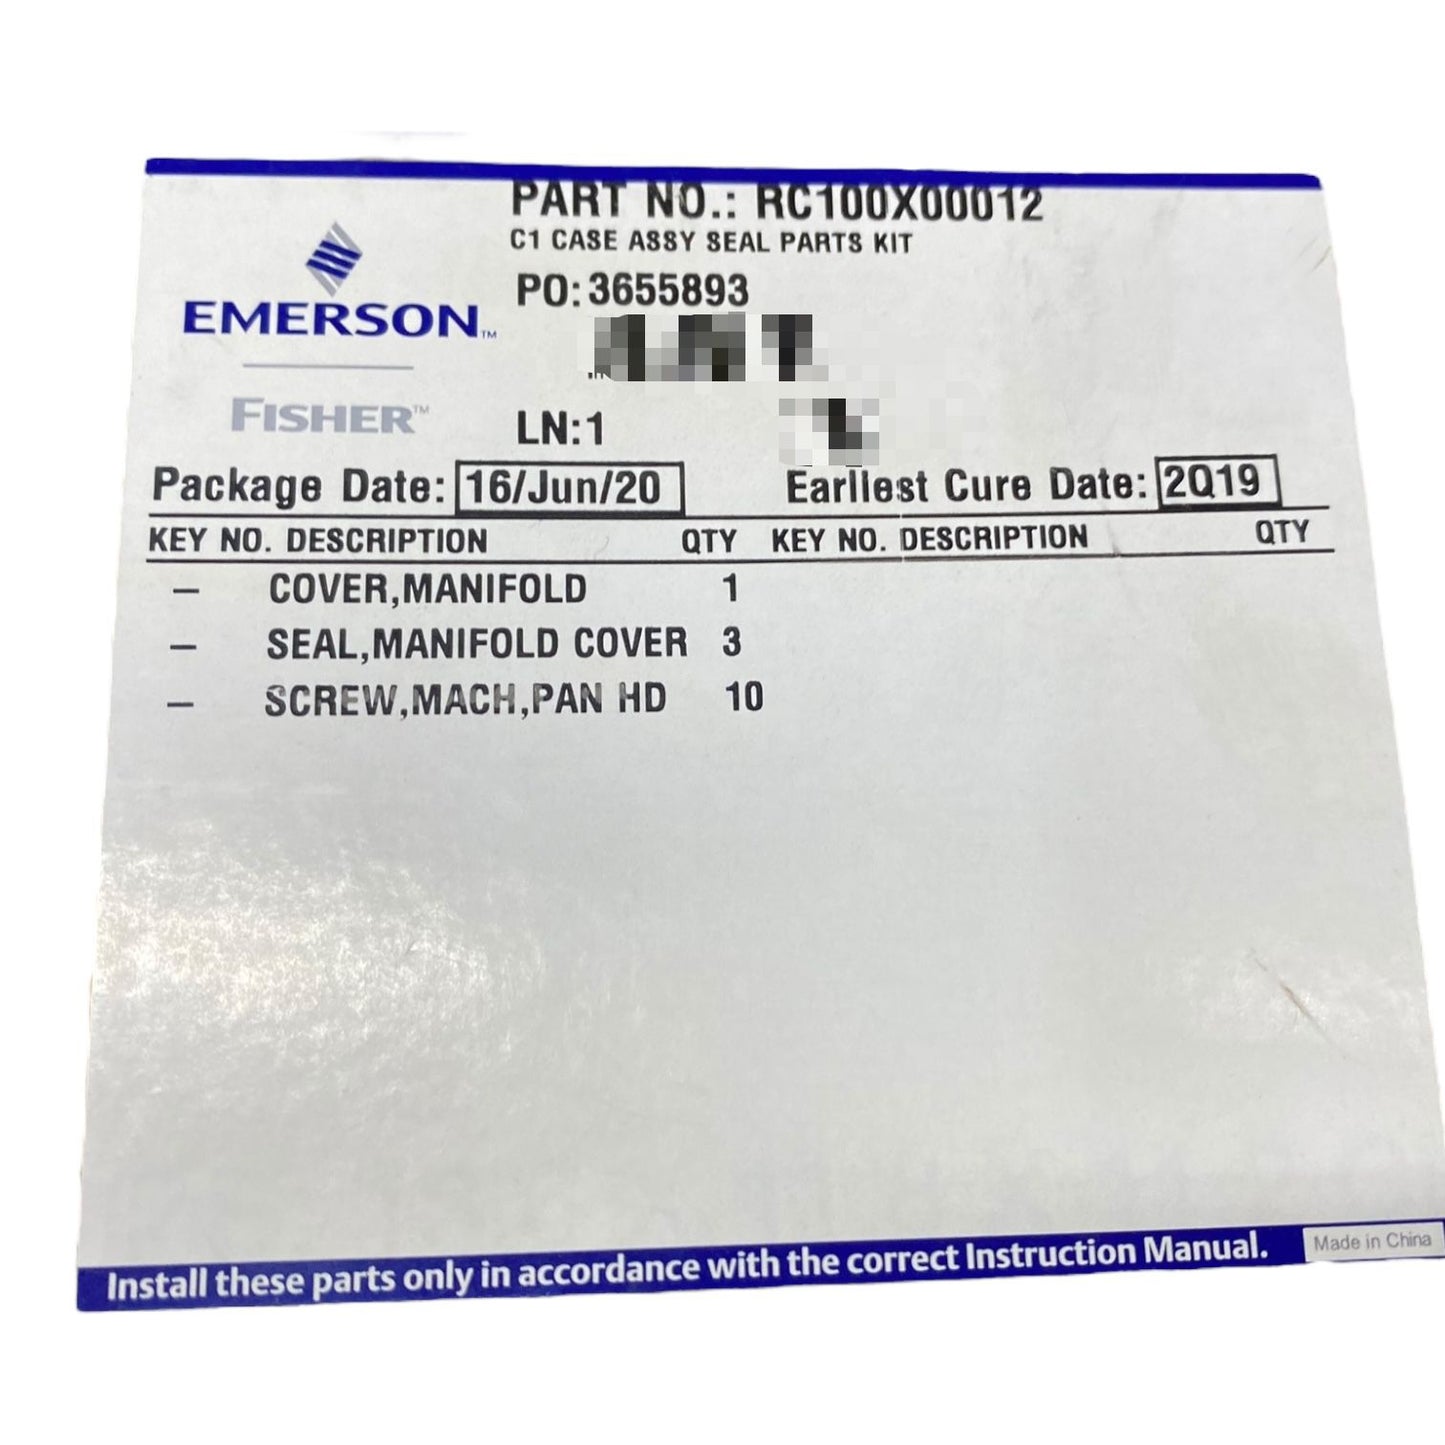 PART NO.: RC100X00012
C1 CASE ASSY SEAL PARTS KIT
PO: 3655893
EMERSON™
FISHER™
LN:1
Package Date: 16/Jun/20 Earliest Cure Date: 2Q19
KEY NO. DESCRIPTION QTY KEY NO. DESCRIPTION QTY
– COVER,MANIFOLD 1
– SEAL,MANIFOLD COVER 3
– SCREW,MACH,PAN HD 10
Install these parts only in accordance with the correct Instruction Manual. Made in China